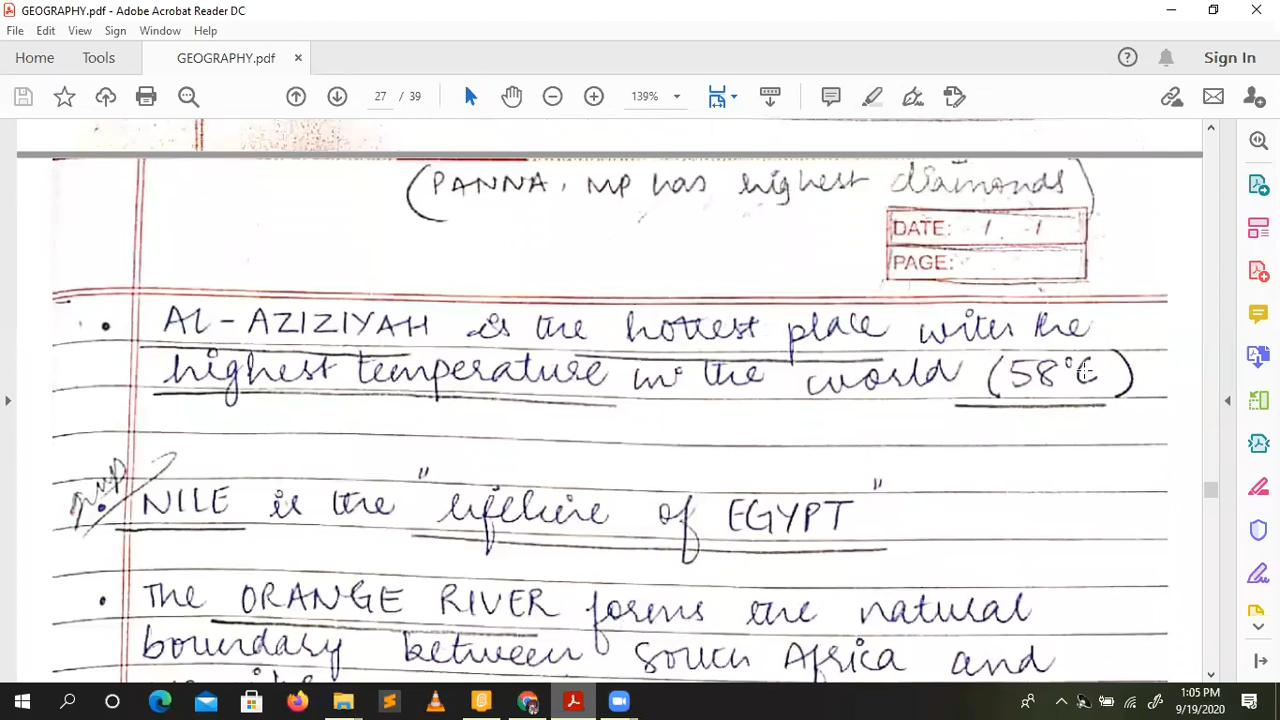 GEOGRAPHY.pdf - Adobe Acrobat Reader DC
File Edit View Sign Window Help
Home Tools GEOGRAPHY.pdf × Sign In
27 / 39 139%
(PANNA, MP has highest diamonds)
DATE:
PAGE:
• AL-AZIZIYAH is the hottest place with the
highest temperature in the world (58°C)
Imp • NILE is the "lifeline of EGYPT"
• The ORANGE RIVER forms the natural
boundary between South Africa and
1:05 PM
9/19/2020